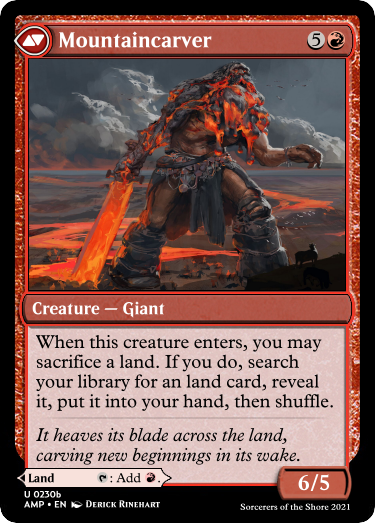 Mountaincarver 5
Creature — Giant
When this creature enters, you may
sacrifice a land. If you do, search
your library for an land card, reveal
it, put it into your hand, then shuffle.
It heaves its blade across the land,
carving new beginnings in its wake.
Land : Add .
6/5
U 0230b
AMP • EN DERICK RINEHART
Sorcerers of the Shore 2021